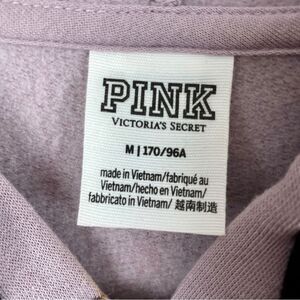 PINK
VICTORIA'S SECRET
M | 170/96A
made in Vietnam/fabriqué au
Vietnam/hecho en Vietnam/
fabbricato in Vietnam/ 越南制造